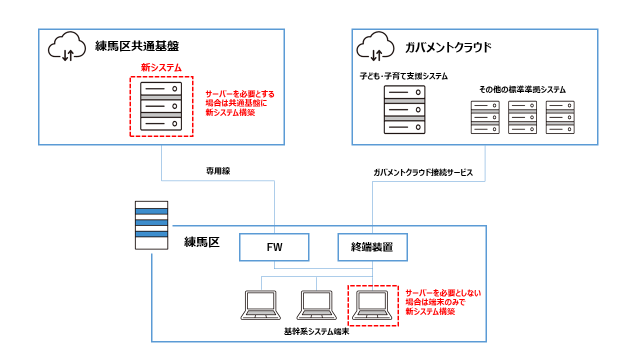 練馬区共通基盤
新システム
サーバーを必要とする
場合は共通基盤に
新システム構築
ガバメントクラウド
子ども・子育て支援システム
その他の標準準拠システム
専用線
ガバメントクラウド接続サービス
練馬区
FW
終端装置
サーバーを必要としない
場合は端末のみで
新システム構築
基幹系システム端末